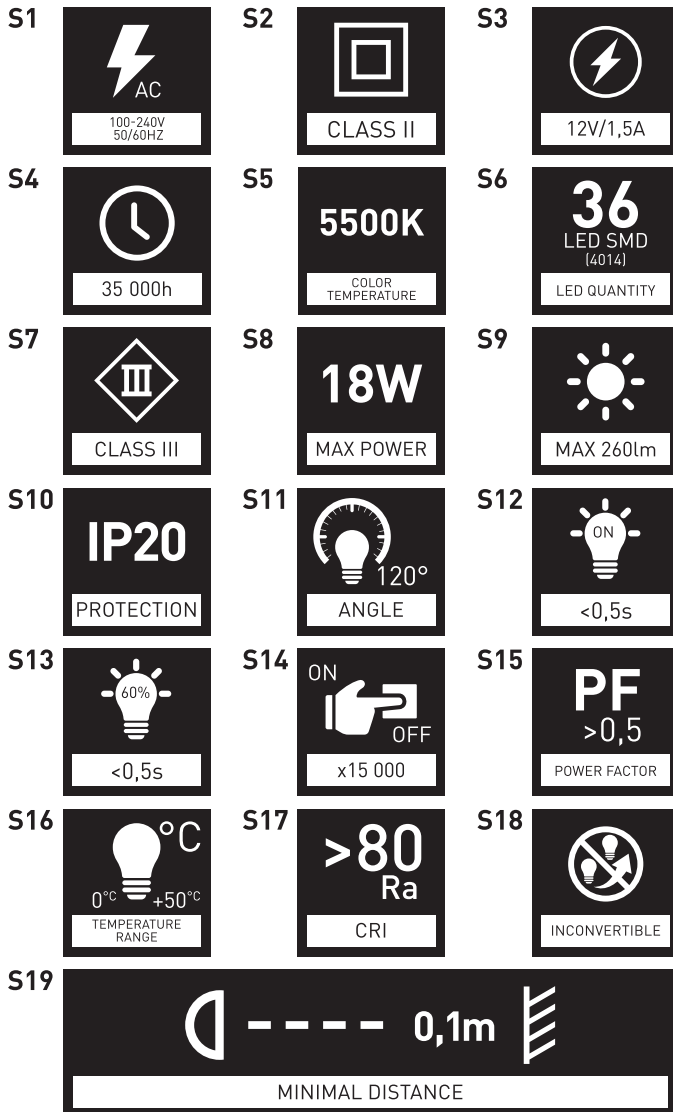 S1
AC
100-240V
50/60HZ
S2
CLASS II
S3
12V/1,5A
S4
35 000h
S5
5500K
COLOR
TEMPERATURE
S6
36
LED SMD
(4014)
LED QUANTITY
S7
III
CLASS III
S8
18W
MAX POWER
S9
MAX 260lm
S10
IP20
PROTECTION
S11
120°
ANGLE
S12
ON
<0,5s
S13
60%
<0,5s
S14
ON
OFF
x15 000
S15
PF
>0,5
POWER FACTOR
S16
°C
0°C +50°C
TEMPERATURE
RANGE
S17
>80
Ra
CRI
S18
INCONVERTIBLE
S19
0,1m
MINIMAL DISTANCE